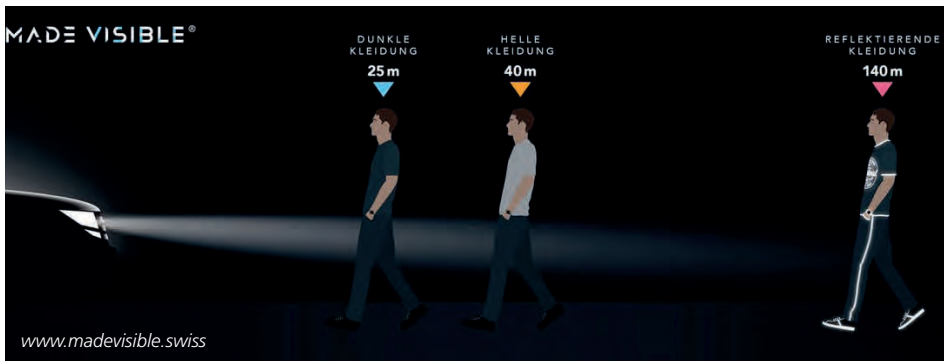 MADE VISIBLE®
DUNKLE
KLEIDUNG
25 m
HELLE
KLEIDUNG
40 m
REFLEKTIERENDE
KLEIDUNG
140 m
www.madevisible.swiss